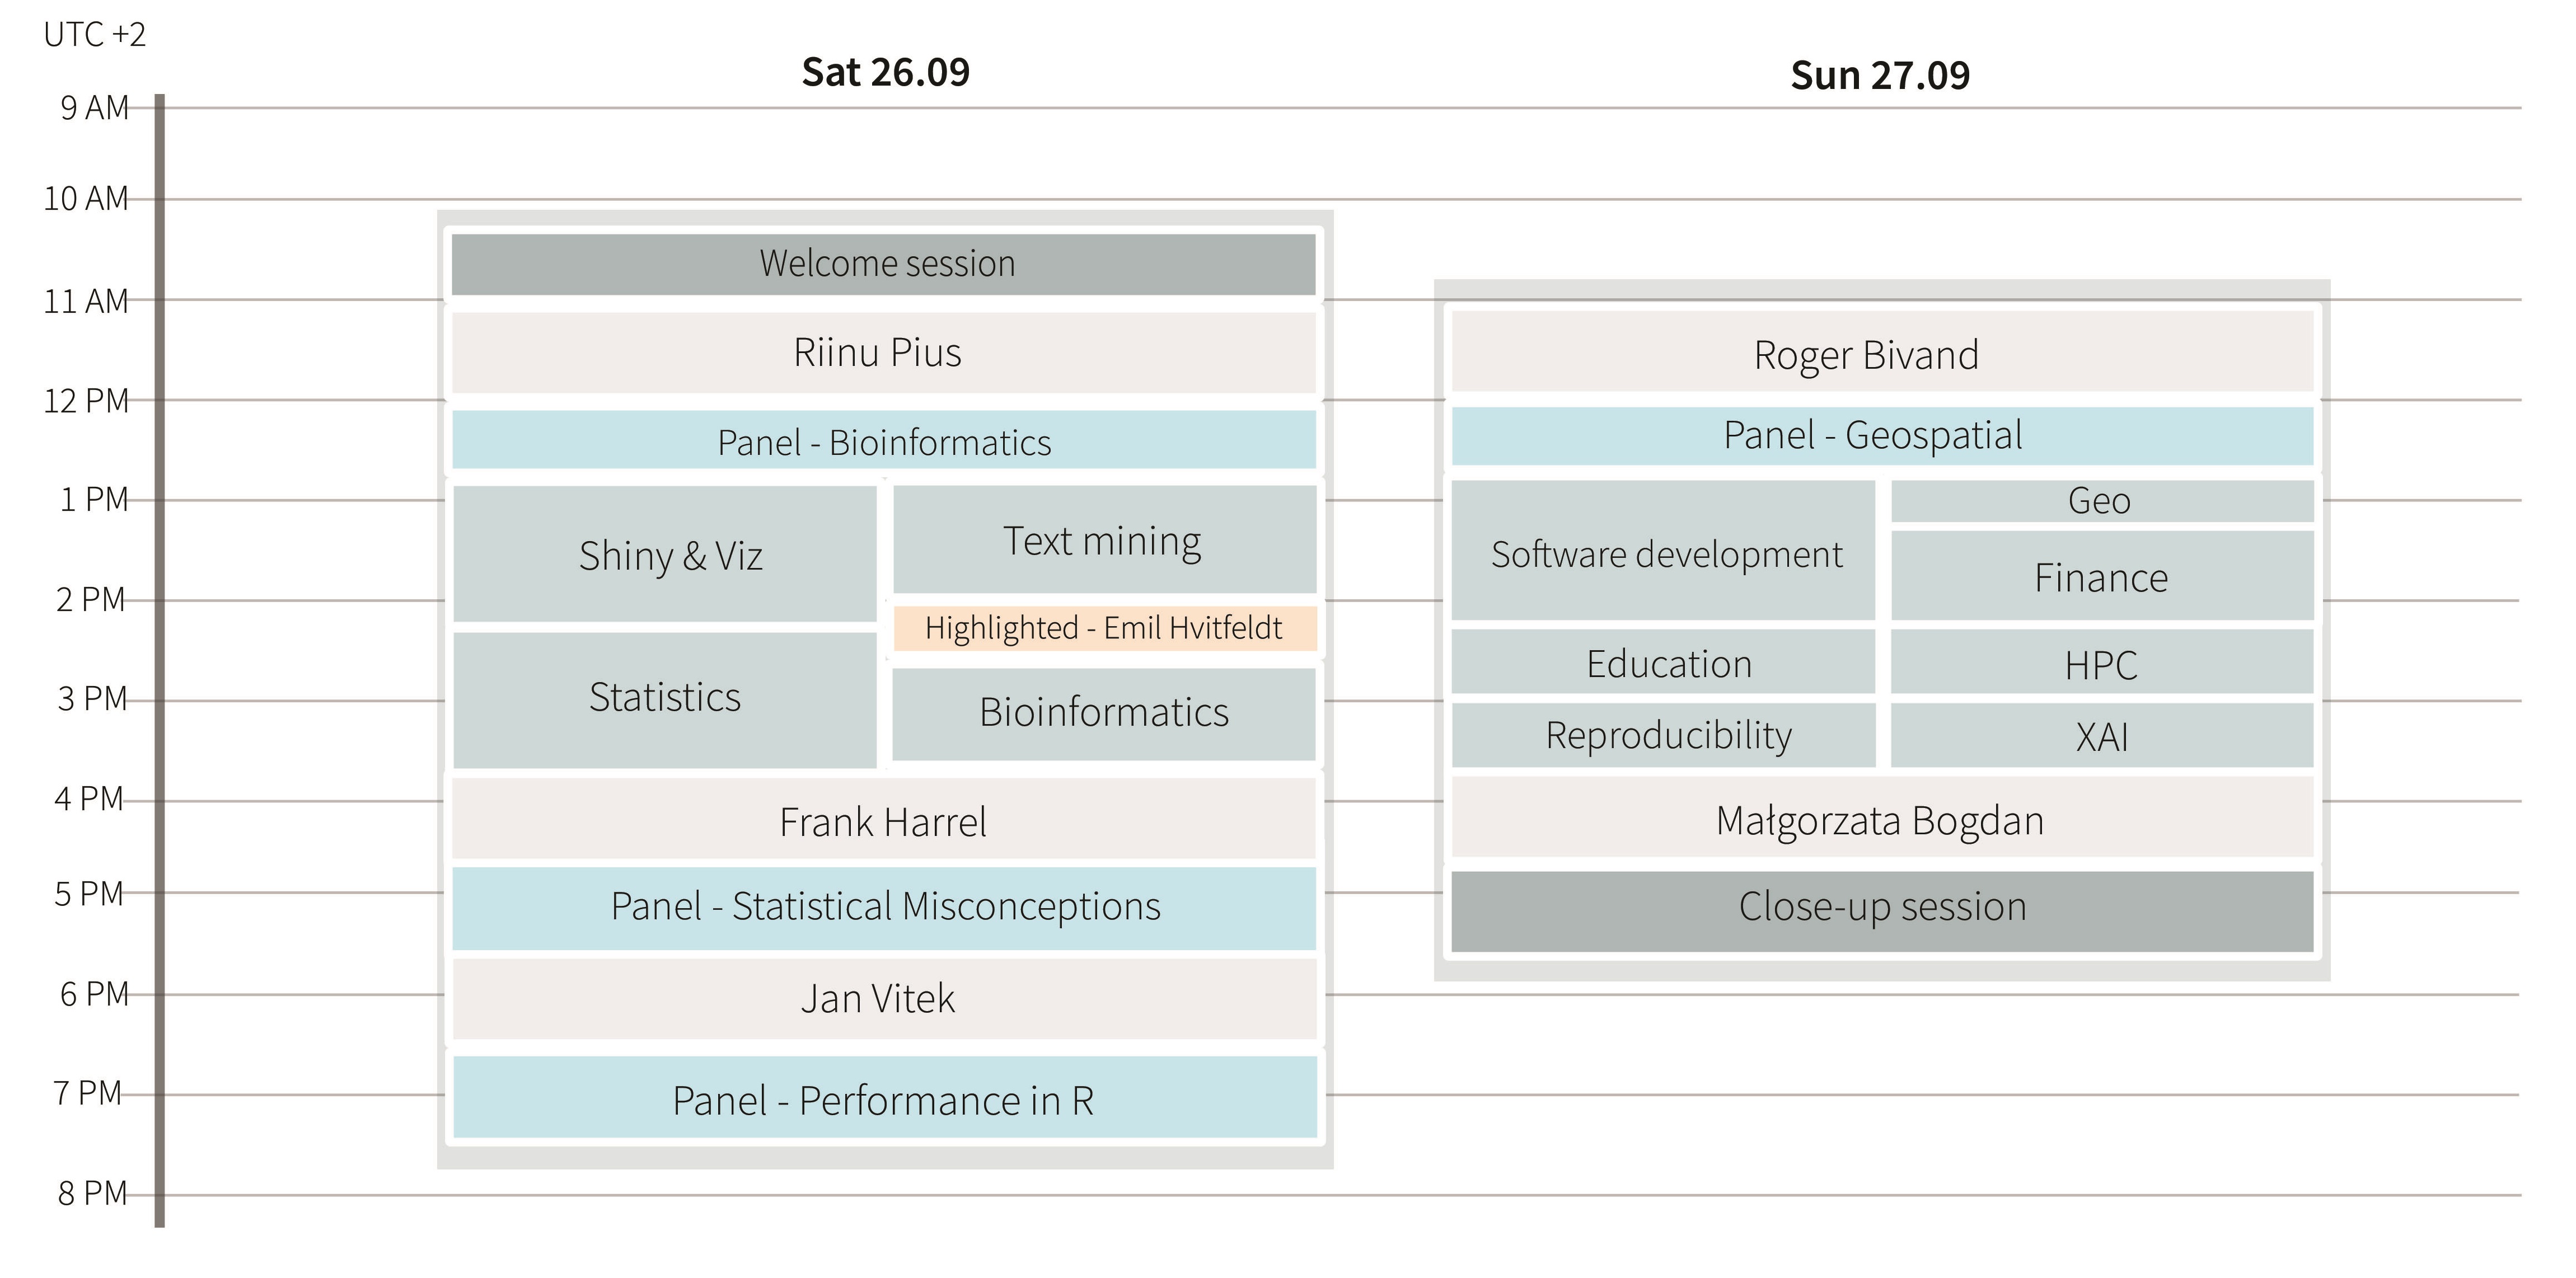 UTC +2
Sat 26.09
Sun 27.09
9 AM
10 AM
11 AM
12 PM
1 PM
2 PM
3 PM
4 PM
5 PM
6 PM
7 PM
8 PM
Welcome session
Riinu Pius
Panel - Bioinformatics
Shiny & Viz
Text mining
Highlighted - Emil Hvitfeldt
Statistics
Bioinformatics
Frank Harrel
Panel - Statistical Misconceptions
Jan Vitek
Panel - Performance in R
Roger Bivand
Panel - Geospatial
Software development
Geo
Finance
Education
HPC
Reproducibility
XAI
Małgorzata Bogdan
Close-up session